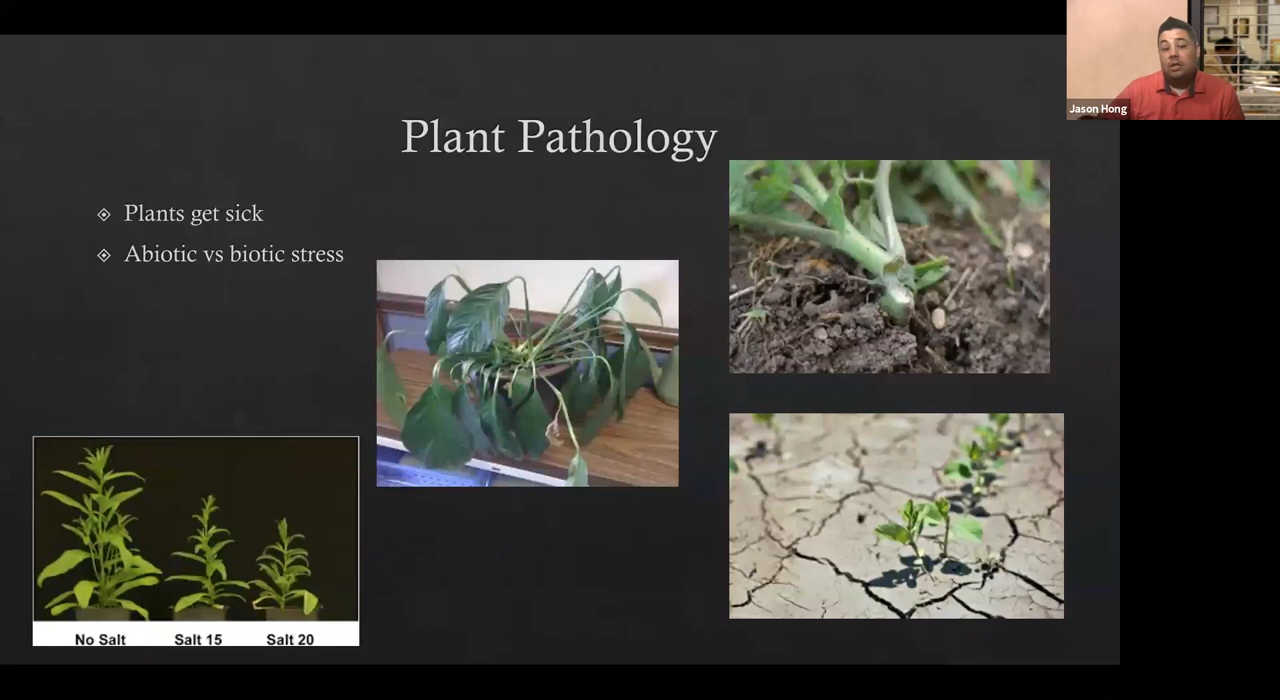 Jason Hong
Plant Pathology
Plants get sick
Abiotic vs biotic stress
No Salt
Salt 15
Salt 20